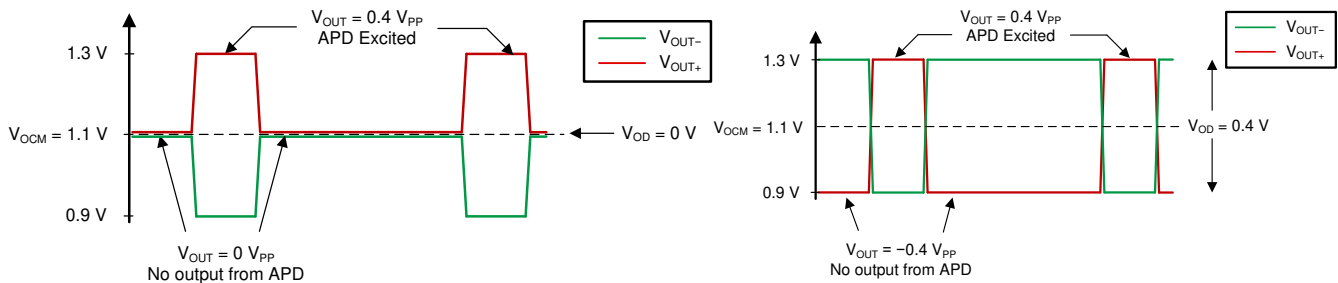 V_OUT = 0.4 V_PP
APD Excited
V_OUT−
V_OUT+
1.3 V
V_OCM = 1.1 V
V_OD = 0 V
0.9 V
V_OUT = 0 V_PP
No output from APD
V_OUT = 0.4 V_PP
APD Excited
V_OUT−
V_OUT+
1.3 V
V_OCM = 1.1 V
V_OD = 0.4 V
0.9 V
V_OUT = −0.4 V_PP
No output from APD